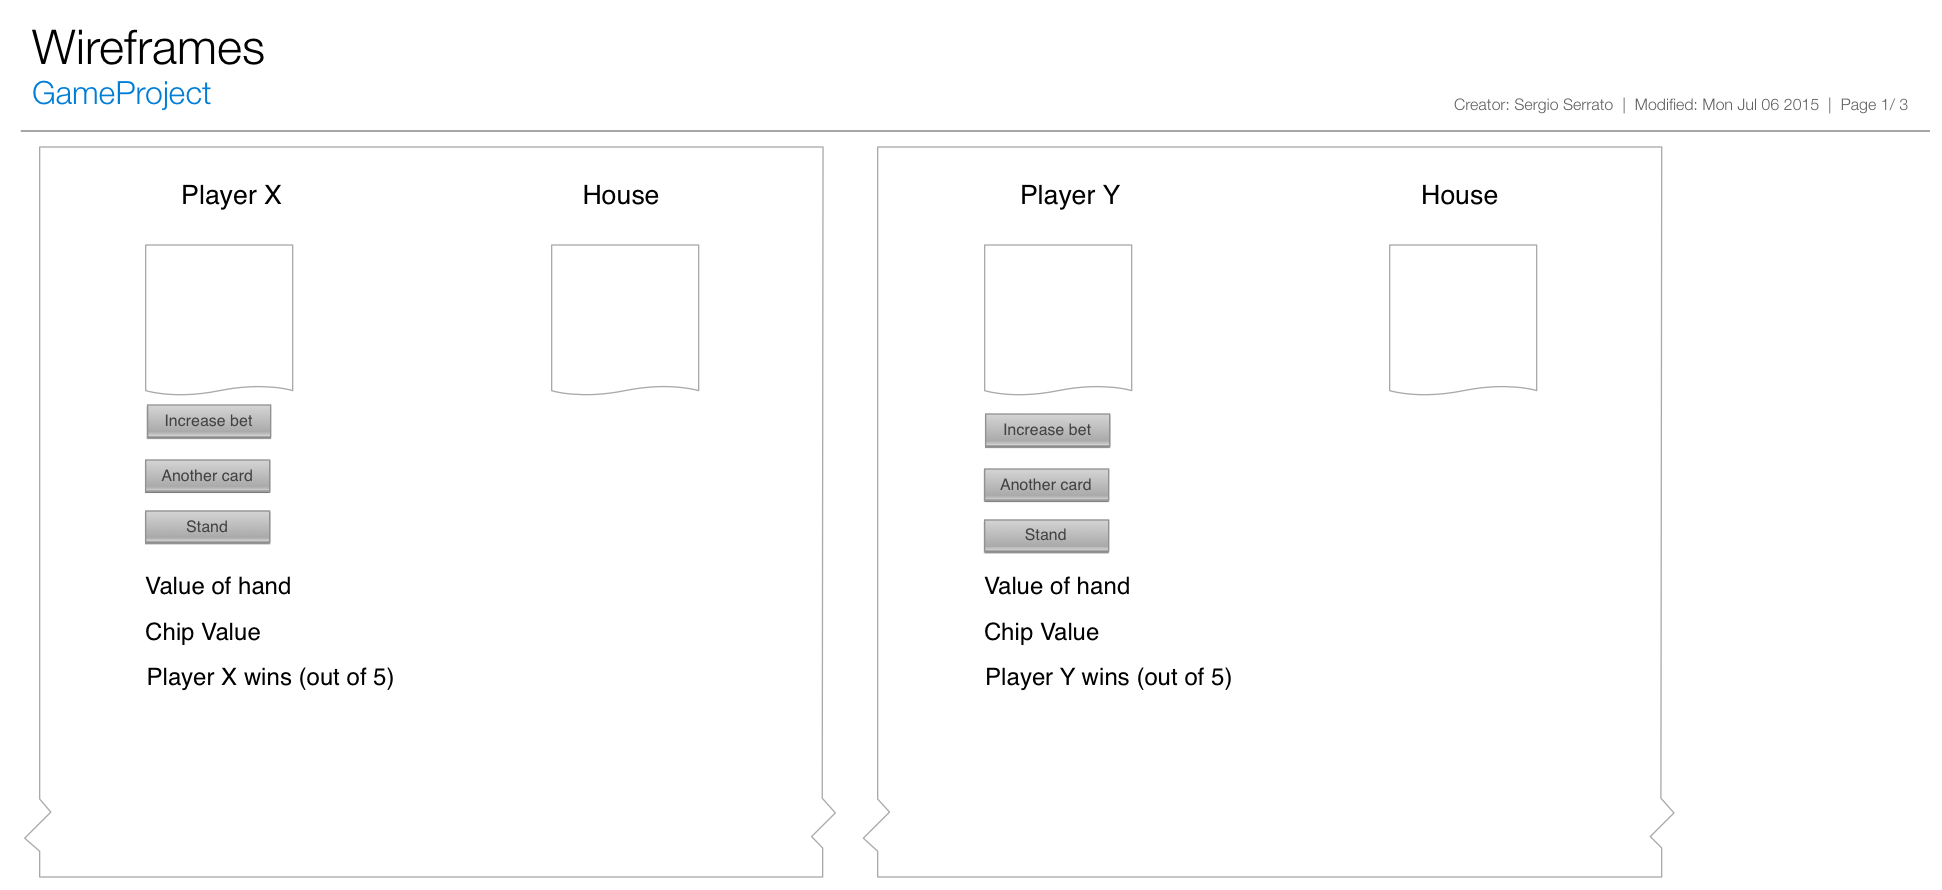 Wireframes
GameProject
Creator: Sergio Serrato | Modified: Mon Jul 06 2015 | Page 1/ 3
Player X
House
Increase bet
Another card
Stand
Value of hand
Chip Value
Player X wins (out of 5)
Player Y
House
Increase bet
Another card
Stand
Value of hand
Chip Value
Player Y wins (out of 5)